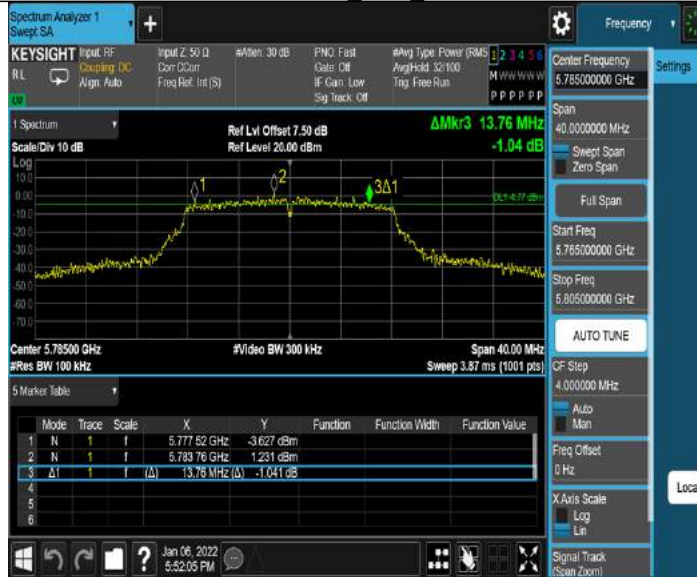 Spectrum Analyzer 1
Swept SA
+
Frequency
KEYSIGHT
RL
Input: RF
Coupling: DC
Align: Auto
Input Z: 50 Ω
Corr CCorr
Freq Ref: Int (S)
#Atten: 30 dB
PNO: Fast
Gate: Off
IF Gain: Low
Sig Track: Off
#Avg Type: Power (RMS
Avg|Hold: 32/100
Trig: Free Run
1 2 3 4 5 6
M W W W W W
P P P P P P
1 Spectrum
Scale/Div 10 dB
Ref Lvl Offset 7.50 dB
Ref Level 20.00 dBm
ΔMkr3 13.76 MHz
-1.04 dB
Log
10.0
0.00
-10.0
-20.0
-30.0
-40.0
-50.0
-60.0
-70.0
1
2
3Δ1
DL1 -4.77 dBm
Center 5.78500 GHz
#Res BW 100 kHz
#Video BW 300 kHz
Span 40.00 MHz
Sweep 3.87 ms (1001 pts)
5 Marker Table
Mode Trace Scale X Y Function Function Width Function Value
1 N 1 f 5.777 52 GHz -3.627 dBm
2 N 1 f 5.783 76 GHz 1.231 dBm
3 Δ1 1 f (Δ) 13.76 MHz (Δ) -1.041 dB
4
5
6
?
Jan 06, 2022
5:52:05 PM
Center Frequency
5.785000000 GHz
Span
40.0000000 MHz
Swept Span
Zero Span
Full Span
Start Freq
5.765000000 GHz
Stop Freq
5.805000000 GHz
AUTO TUNE
CF Step
4.000000 MHz
Auto
Man
Freq Offset
0 Hz
X Axis Scale
Log
Lin
Signal Track
(Span Zoom)
Settings
Loca